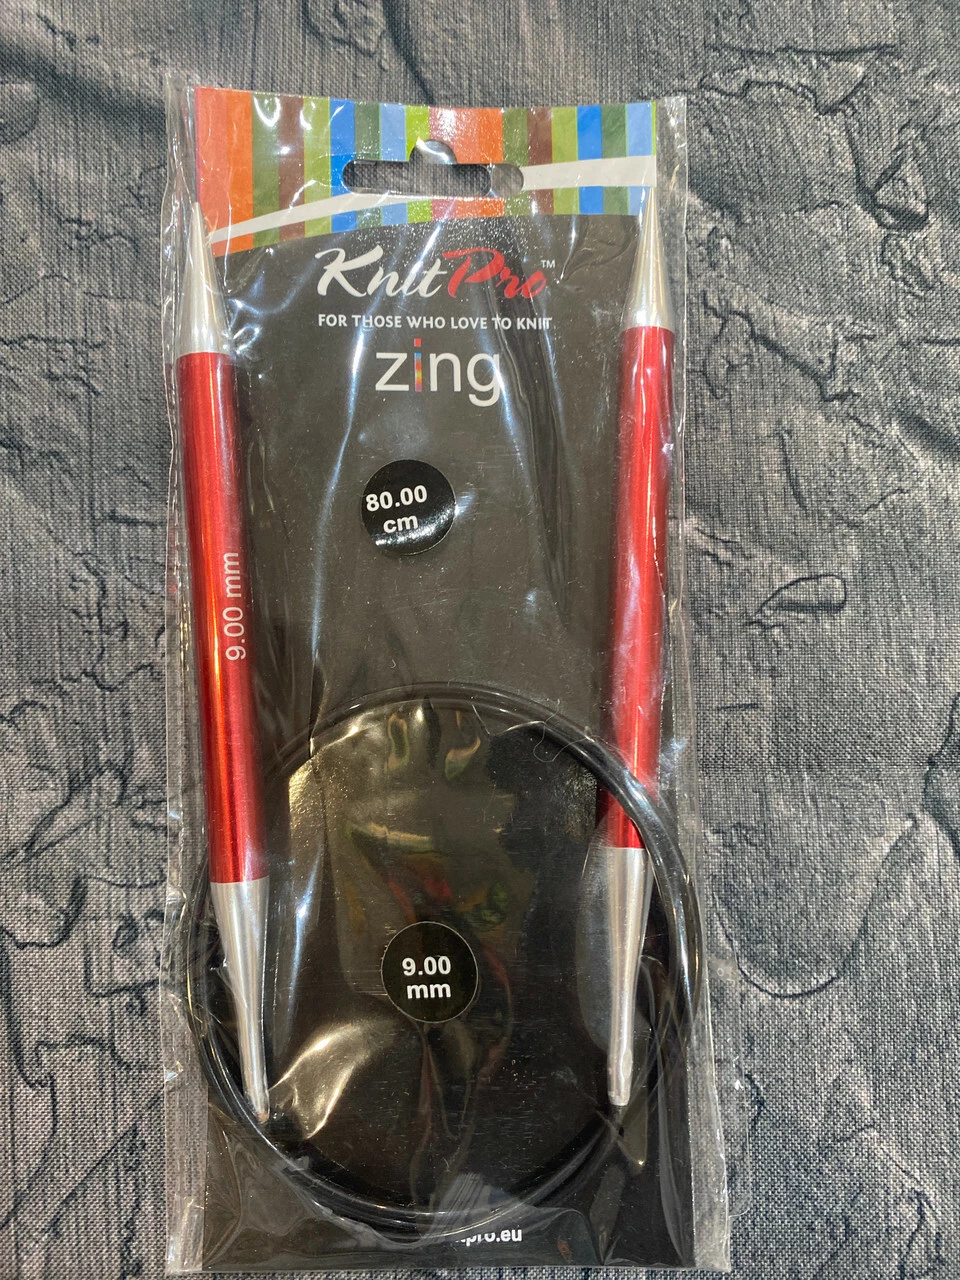 KnitPro™
FOR THOSE WHO LOVE TO KNIT
zing
80.00
cm
9.00 mm
9.00
mm